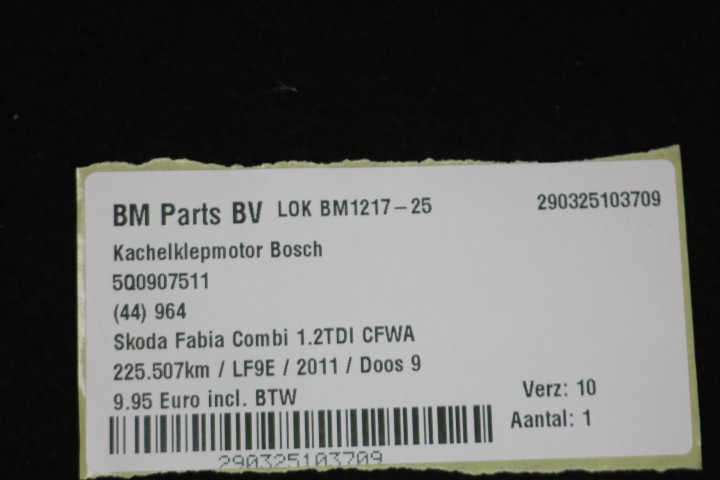 BM Parts BV LOK BM1217-25 290325103709
Kachelklepmotor Bosch
5Q0907511
(44) 964
Skoda Fabia Combi 1.2TDI CFWA
225.507km / LF9E / 2011 / Doos 9
9.95 Euro incl. BTW Verz: 10
Aantal: 1
290325103709